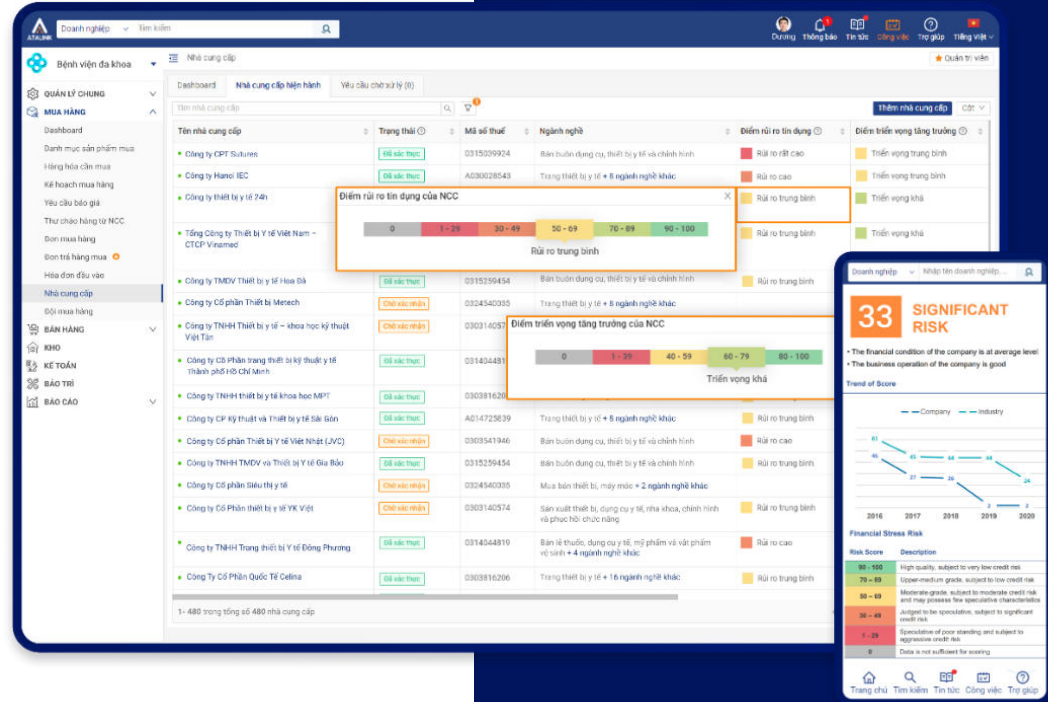 ATALINK
Doanh nghiệp
Tìm kiếm
Dương
Thông báo
Tin tức
Công việc
Trợ giúp
Tiếng Việt
Bệnh viện đa khoa
Nhà cung cấp
Quản trị viên
QUẢN LÝ CHUNG
MUA HÀNG
Dashboard
Danh mục sản phẩm mua
Hàng hóa cần mua
Kế hoạch mua hàng
Yêu cầu báo giá
Thư chào hàng từ NCC
Đơn mua hàng
Đơn trả hàng mua
Hóa đơn đầu vào
Nhà cung cấp
Đội mua hàng
BÁN HÀNG
KHO
KẾ TOÁN
BẢO TRÌ
BÁO CÁO
Dashboard
Nhà cung cấp hiện hành
Yêu cầu chờ xử lý (0)
Tìm nhà cung cấp
Thêm nhà cung cấp
Cột
Tên nhà cung cấp
Trạng thái
Mã số thuế
Ngành nghề
Điểm rủi ro tín dụng
Điểm triển vọng tăng trưởng
Công ty CPT Sutures
Đã xác thực
0315039924
Bán buôn dụng cụ, thiết bị y tế và chỉnh hình
Rủi ro rất cao
Triển vọng trung bình
Công ty Hanoi IEC
Đã xác thực
A030028543
Trang thiết bị y tế + 8 ngành nghề khác
Rủi ro cao
Triển vọng trung bình
Công ty thiết bị y tế 24h
Rủi ro trung bình
Triển vọng khá
Điểm rủi ro tín dụng của NCC
0
1 - 29
30 - 49
50 - 69
70 - 89
90 - 100
Rủi ro trung bình
Tổng Công ty Thiết bị Y tế Việt Nam –
CTCP Vinamed
Rủi ro trung bình
Triển vọng khá
Công ty TMDV Thiết bị y tế Hoa Đà
Đã xác thực
0315259454
Bán buôn dụng cụ, thiết bị y tế và chỉnh hình
Rủi ro trung bình
Công ty Cổ phần Thiết bị Metech
Chờ xác nhận
0324540035
Trang thiết bị y tế + 8 ngành nghề khác
Công ty TNHH Thiết bị y tế – khoa học kỹ thuật
Việt Tân
Chờ xác nhận
Điểm triển vọng tăng trưởng của NCC
0
1 - 39
40 - 59
60 - 79
80 - 100
Triển vọng khá
Công ty Cổ Phần trang thiết bị kỹ thuật y tế
Thành phố Hồ Chí Minh
Đã xác thực
Công ty TNHH thiết bị y tế khoa học MPT
Đã xác thực
Công ty CP Kỹ thuật và Thiết bị y tế Sài Gòn
Đã xác thực
A014725839
Trang thiết bị y tế + 8 ngành nghề khác
Rủi ro trung bình
Công ty Cổ phần Thiết bị Y tế Việt Nhật (JVC)
Chờ xác nhận
0303541946
Bán buôn dụng cụ, thiết bị y tế và chỉnh hình
Rủi ro cao
Công ty TNHH TMDV và Thiết bị Y tế Gia Bảo
Đã xác thực
0315259454
Bán buôn dụng cụ, thiết bị y tế và chỉnh hình
Rủi ro trung bình
Công ty Cổ phần Siêu thị y tế
Chờ xác nhận
0324540035
Mua bán thiết bị, máy móc + 2 ngành nghề khác
Công ty Cổ Phần thiết bị y tế YK Việt
Chờ xác nhận
0303140574
Sản xuất thiết bị, dụng cụ y tế, nha khoa, chỉnh hình
và phục hồi chức năng
Rủi ro trung bình
Công ty TNHH Trang thiết bị Y tế Đông Phương
Đã xác thực
0314044819
Bán lẻ thuốc, dụng cụ y tế, mỹ phẩm và vật phẩm
vệ sinh + 4 ngành nghề khác
Rủi ro cao
Công Ty Cổ Phần Quốc Tế Celina
Đã xác thực
0303816206
Trang thiết bị y tế + 16 ngành nghề khác
Rủi ro trung bình
1- 480 trong tổng số 480 nhà cung cấp
Doanh nghiệp
Nhập tên doanh nghiệp...
33
SIGNIFICANT
RISK
• The financial condition of the company is at average level
• The business operation of the company is good
Trend of Score
Company
Industry
61
46
45
44
44
27
26
24
2
2
2016
2017
2018
2019
2020
Financial Stress Risk
Risk Score
Description
90 - 100
High quality, subject to very low credit risk
70 – 89
Upper-medium grade, subject to low credit risk
50 – 69
Moderate-grade, subject to moderate credit risk
and may possess few speculative characteristics
30 – 49
Judged to be speculative, subject to significant
credit risk
1 - 29
Speculative of poor standing and subject to
aggressive credit risk
0
Data is not sufficient for scoring
Trang chủ
Tìm kiếm
Tin tức
Công việc
Trợ giúp